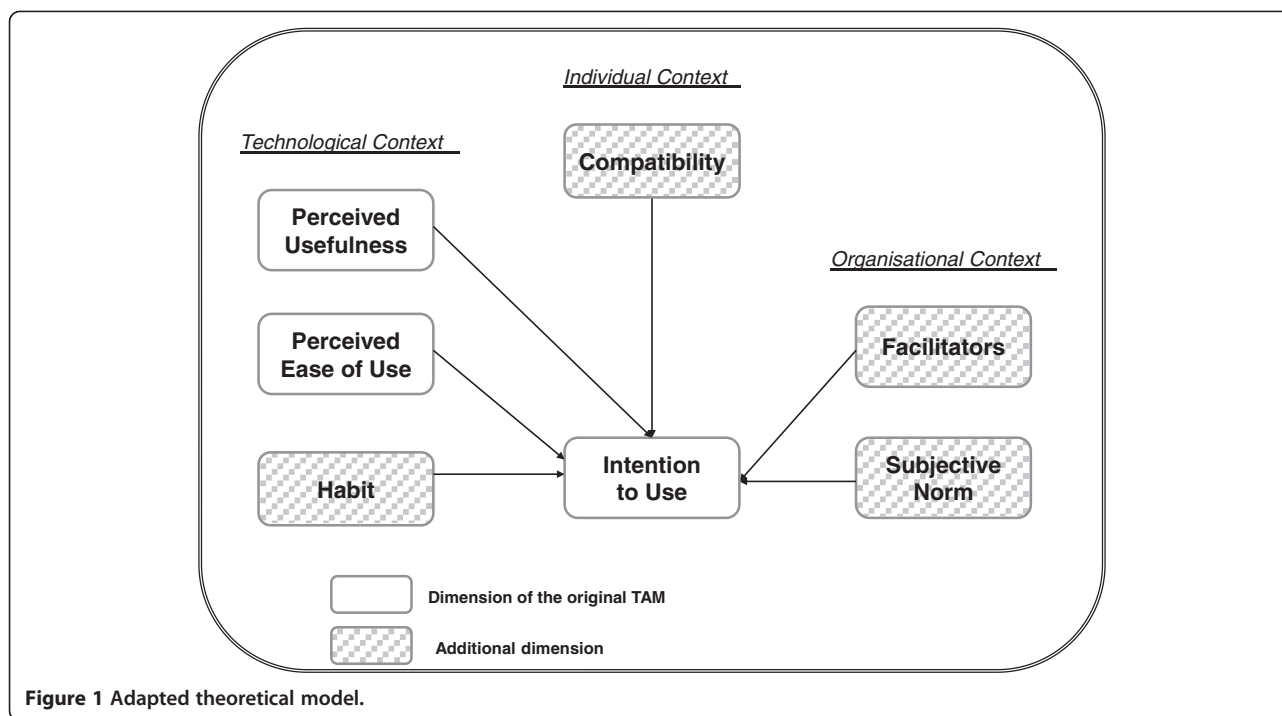 Individual Context
Compatibility
Technological Context
Perceived
Usefulness
Perceived
Ease of Use
Habit
Organisational Context
Facilitators
Subjective
Norm
Intention
to Use
Dimension of the original TAM
Additional dimension
Figure 1 Adapted theoretical model.